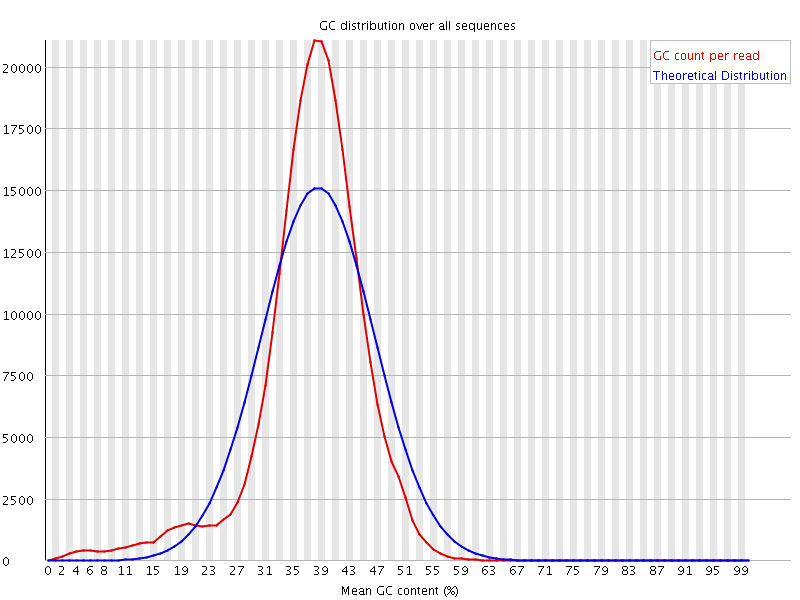 GC distribution over all sequences
GC count per read
Theoretical Distribution
20000
17500
15000
12500
10000
7500
5000
2500
0
0 2 4 6 8 11 15 19 23 27 31 35 39 43 47 51 55 59 63 67 71 75 79 83 87 91 95 99
Mean GC content (%)